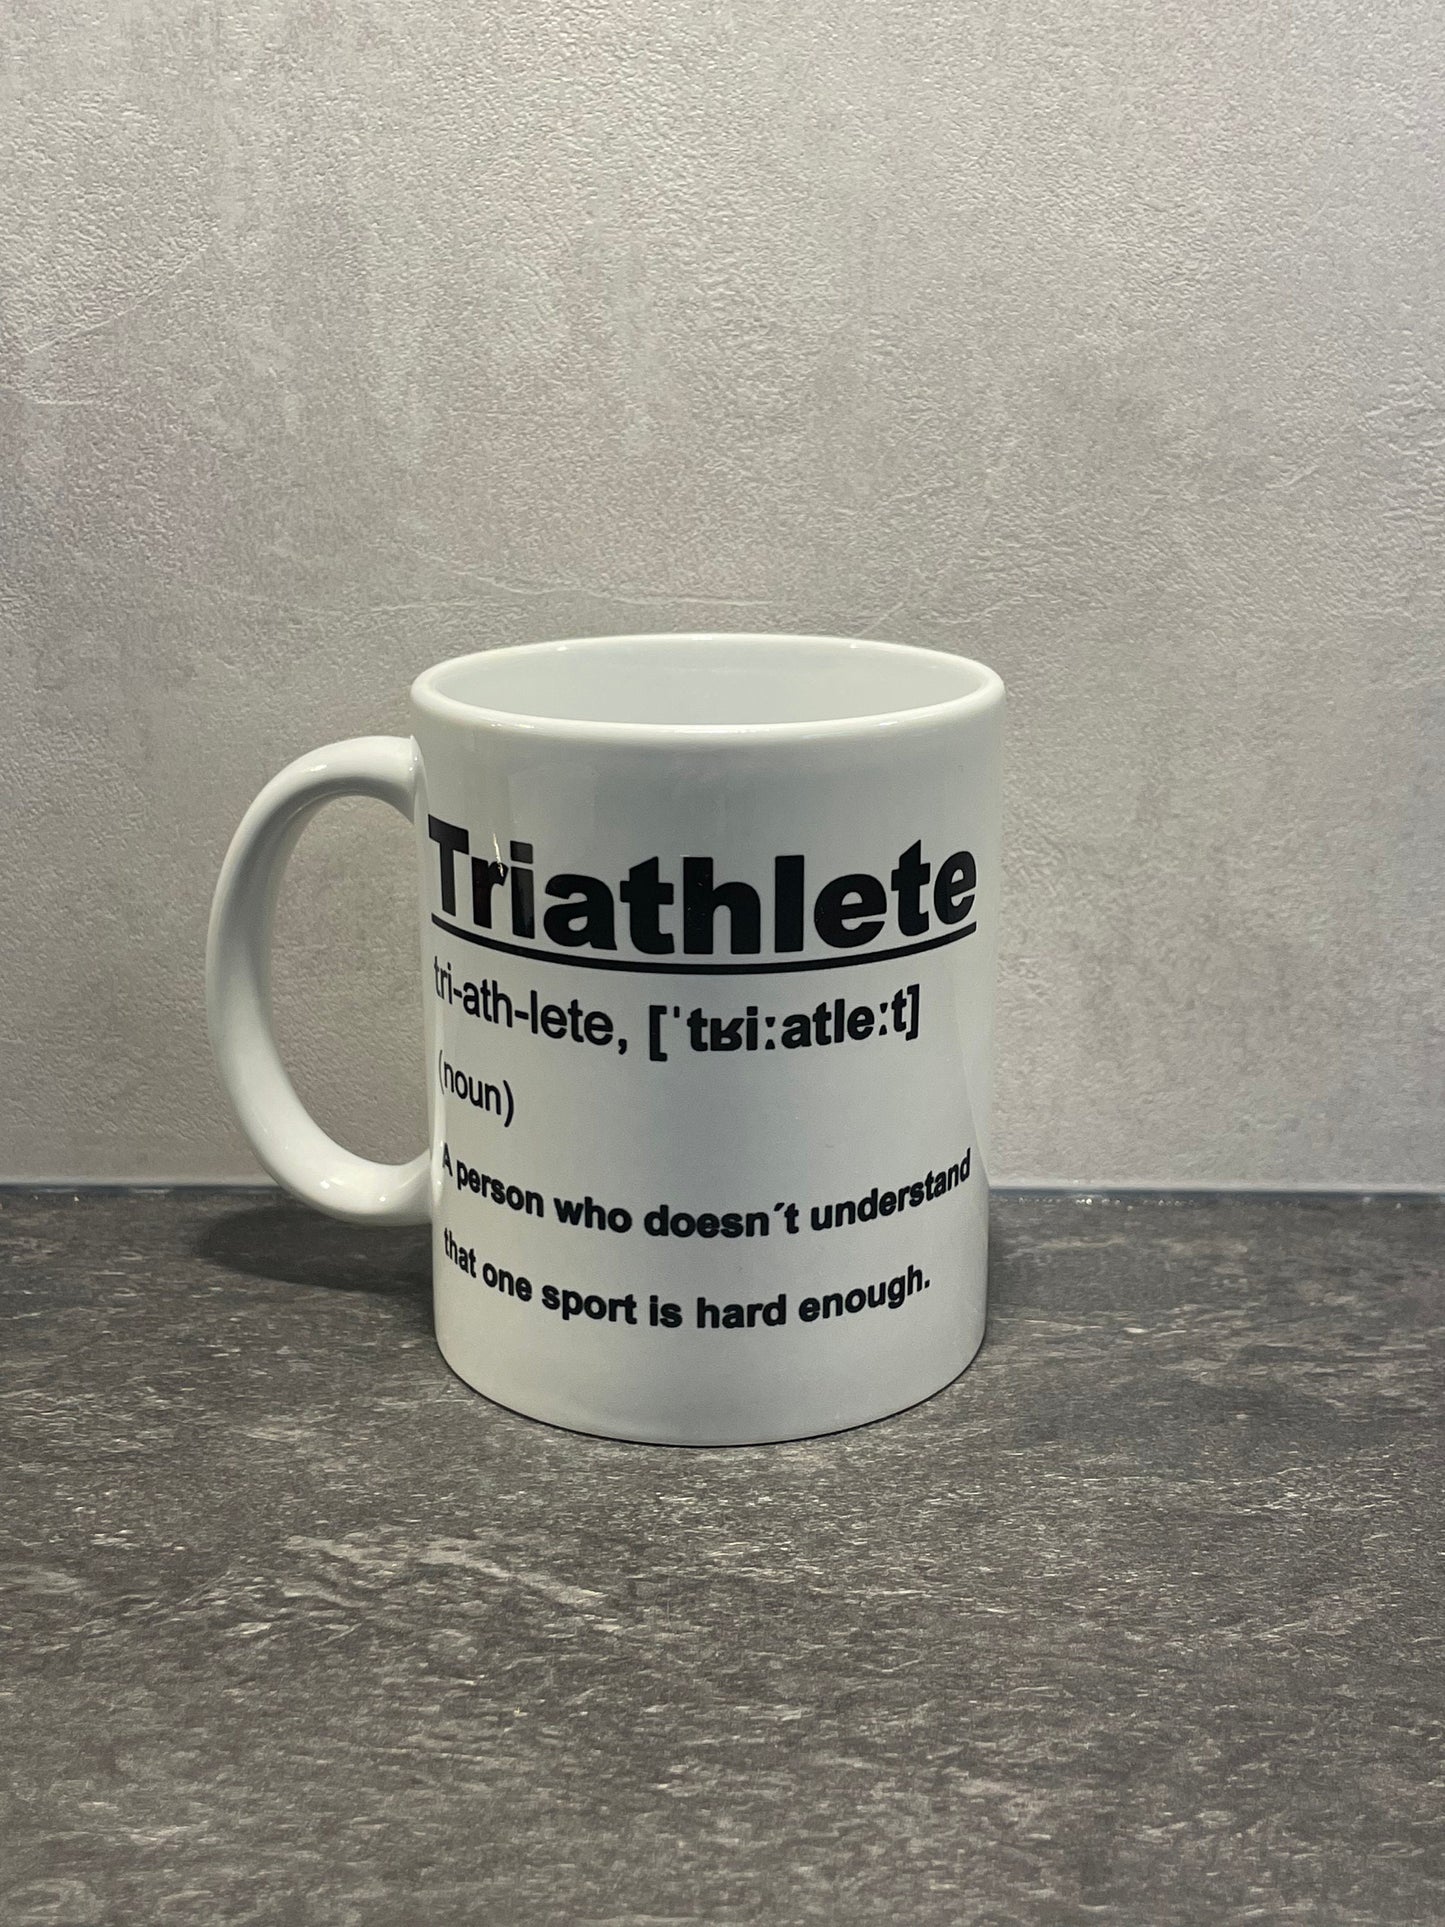 Triathlete
tri-ath-lete, [ˈtʁiːatleːt]
(noun)
A person who doesn´t understand
that one sport is hard enough.